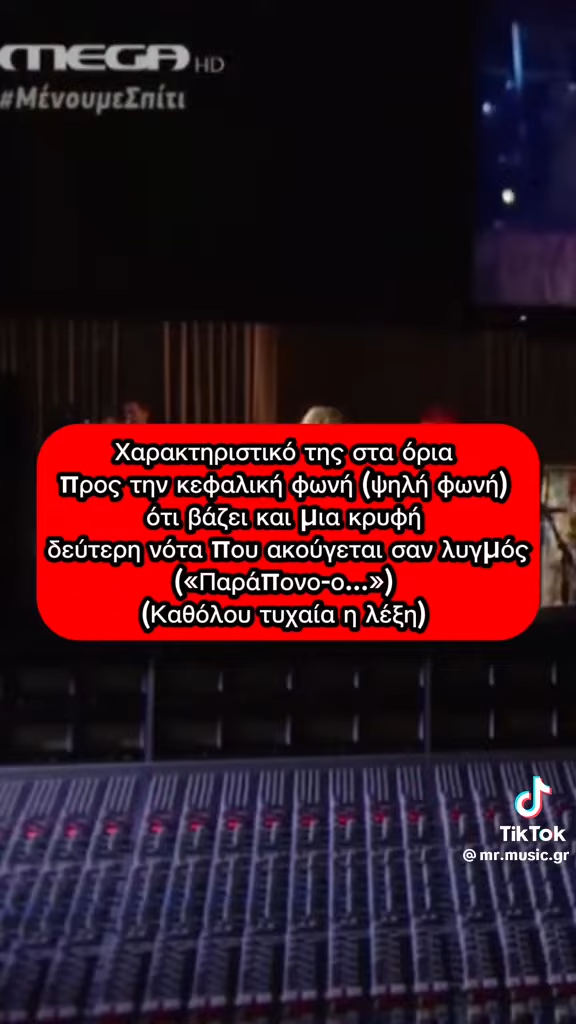 MEGA HD
#ΜένουμεΣπίτι
Χαρακτηριστικό της στα όρια
προς την κεφαλική φωνή (ψηλή φωνή)
ότι βάζει και μια κρυφή
δεύτερη νότα που ακούγεται σαν λυγμός
(«Παράπονο-ο...»)
(Καθόλου τυχαία η λέξη)
TikTok
@mr.music.gr